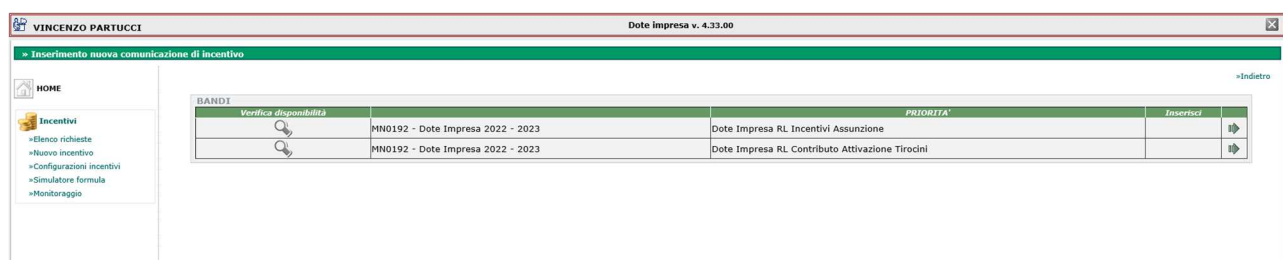 VINCENZO PARTUCCI
Dote impresa v. 4.33.00
» Inserimento nuova comunicazione di incentivo
»Indietro
HOME
Incentivi
»Elenco richieste
»Nuovo incentivo
»Configurazioni incentivi
»Simulatore formula
»Monitoraggio
BANDI
Verifica disponibilità PRIORITA' Inserisci
MN0192 - Dote Impresa 2022 - 2023 Dote Impresa RL Incentivi Assunzione
MN0192 - Dote Impresa 2022 - 2023 Dote Impresa RL Contributo Attivazione Tirocini